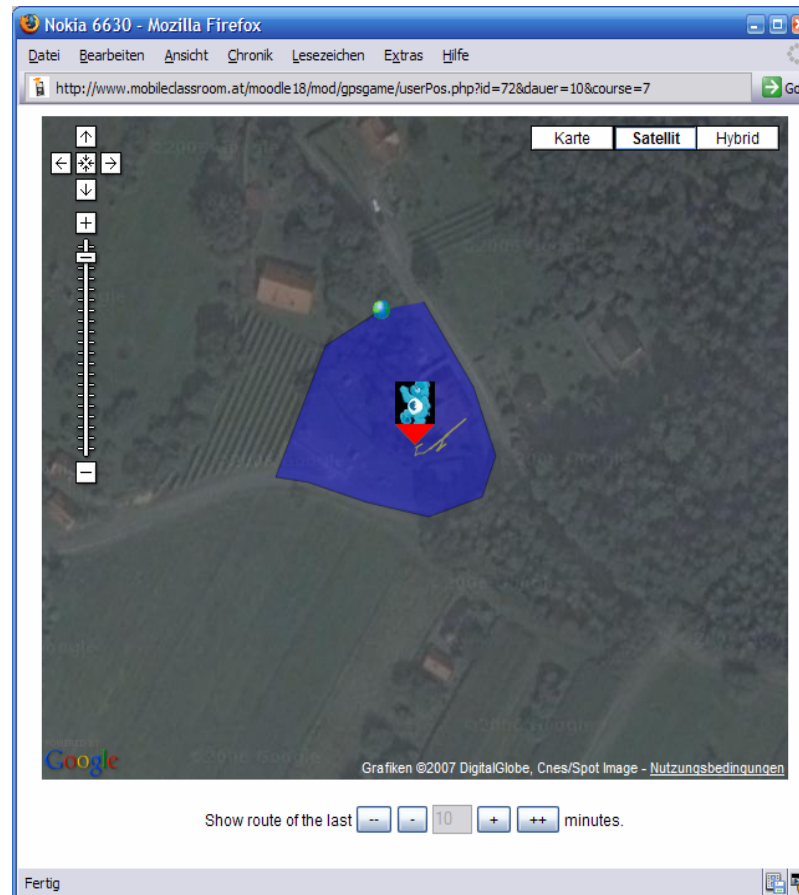 Nokia 6630 - Mozilla Firefox
Datei Bearbeiten Ansicht Chronik Lesezeichen Extras Hilfe
http://www.mobileclassroom.at/moodle18/mod/gpsgame/userPos.php?id=72&dauer=10&course=7 Go
Karte Satellit Hybrid
Google
Grafiken ©2007 DigitalGlobe, Cnes/Spot Image - Nutzungsbedingungen
Show route of the last -- - 10 + ++ minutes.
Fertig